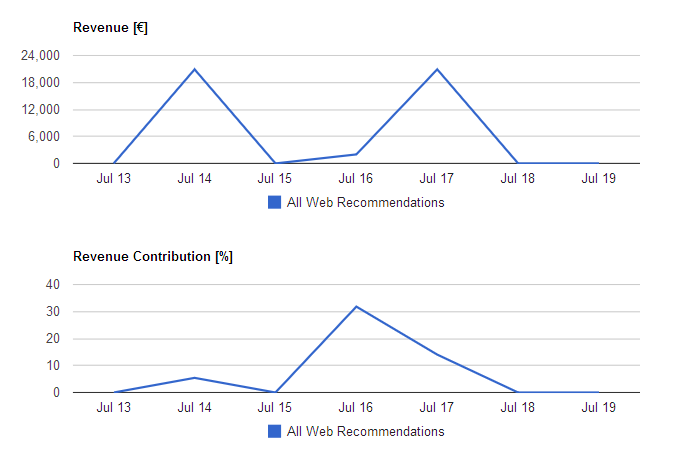 Revenue [€]
24,000
18,000
12,000
6,000
0
Jul 13 Jul 14 Jul 15 Jul 16 Jul 17 Jul 18 Jul 19
All Web Recommendations
Revenue Contribution [%]
40
30
20
10
0
Jul 13 Jul 14 Jul 15 Jul 16 Jul 17 Jul 18 Jul 19
All Web Recommendations